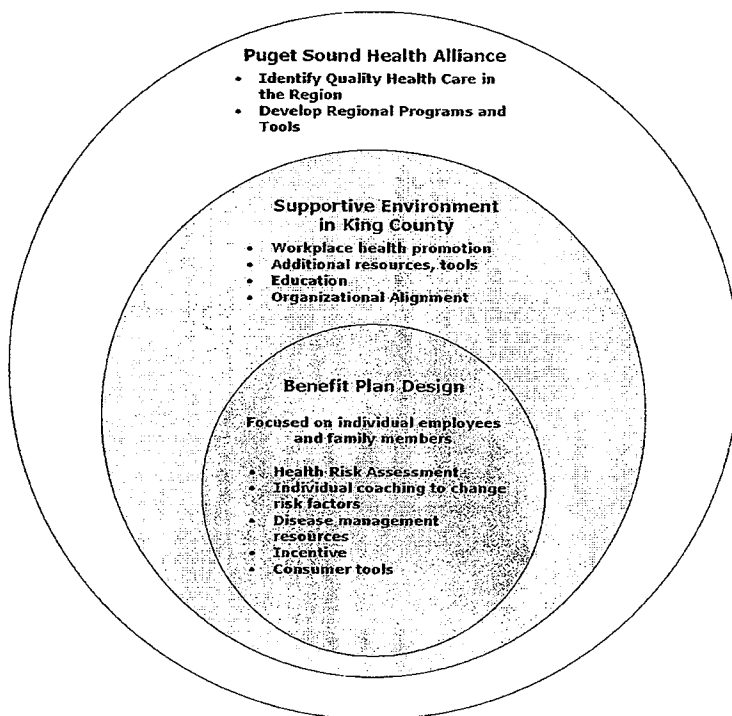 Puget Sound Health Alliance
• Identify Quality Health Care in
the Region
• Develop Regional Programs and
Tools
Supportive Environment
in King County
• Workplace health promotion
• Additional resources, tools
• Education
• Organizational Alignment
Benefit Plan Design
Focused on individual employees
and family members
• Health Risk Assessment
• Individual coaching to change
risk factors
• Disease management
resources
• Incentive
• Consumer tools